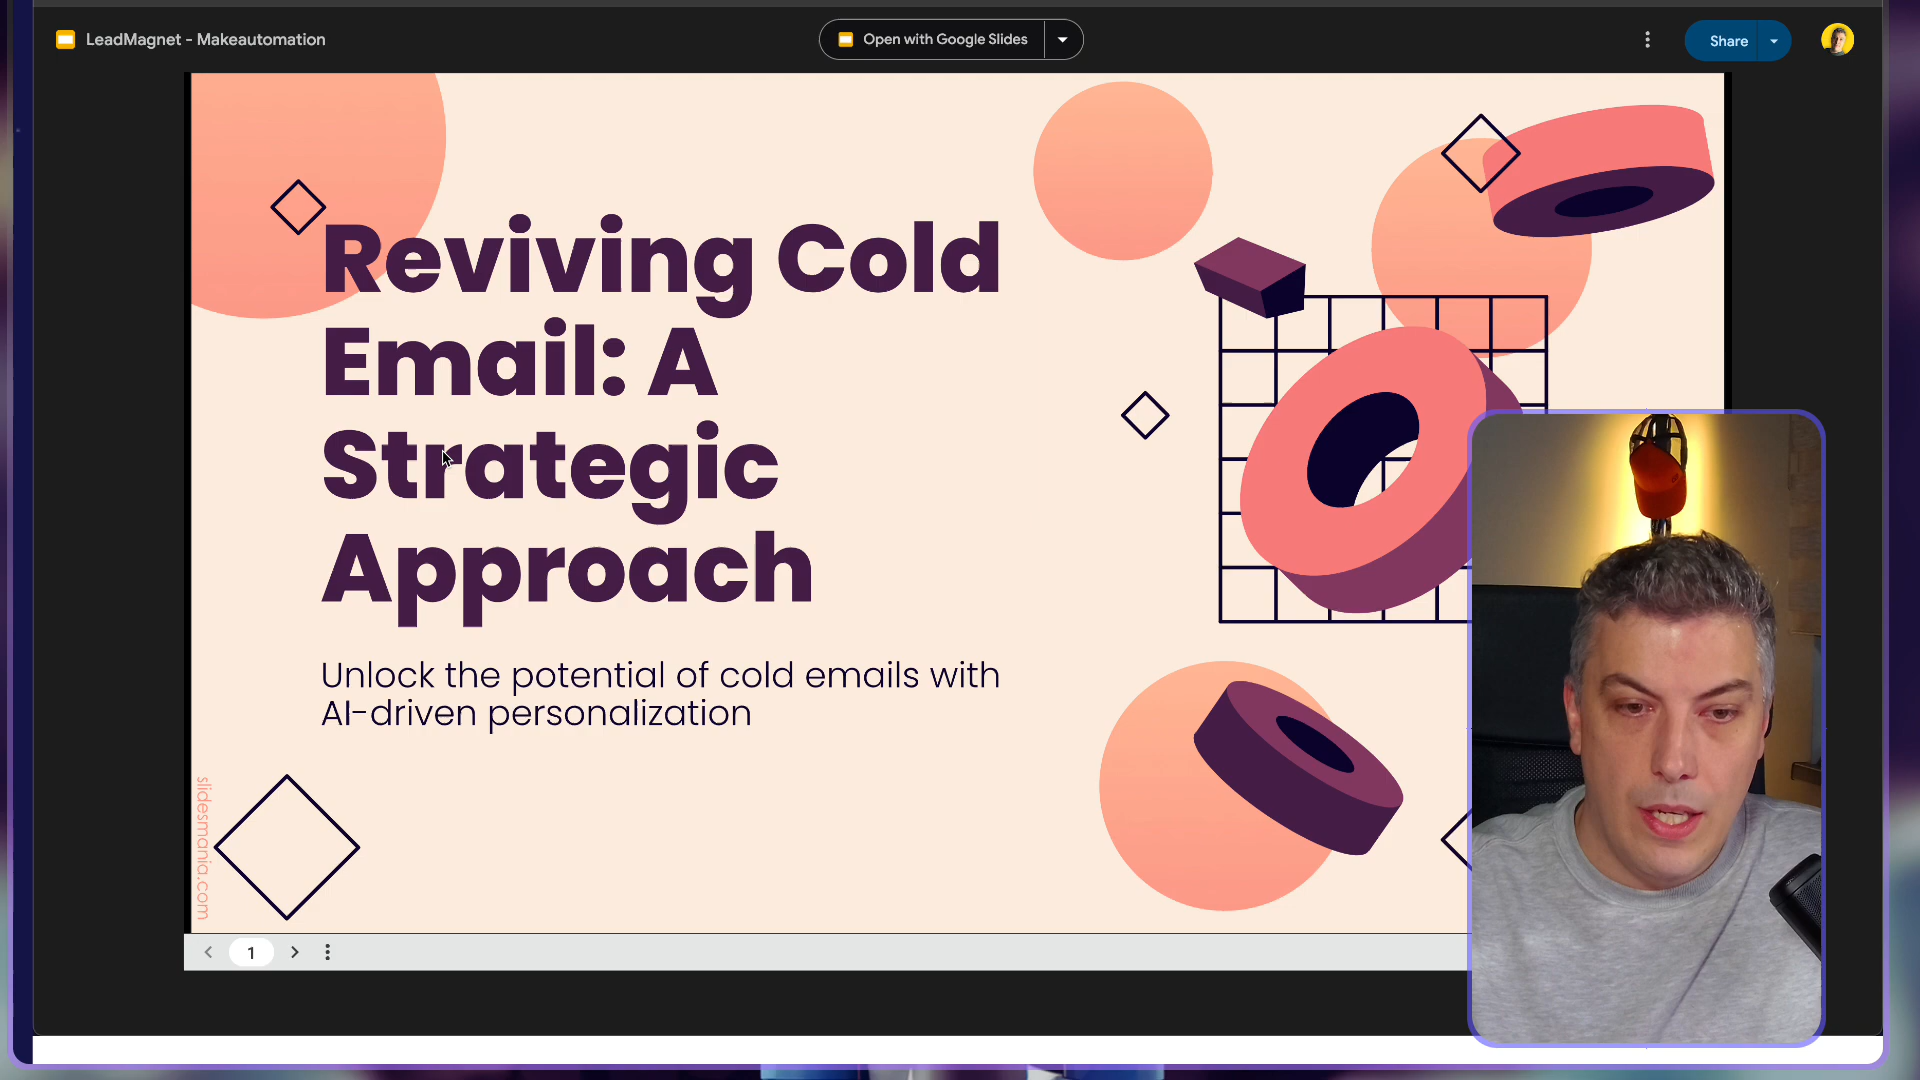 LeadMagnet - Makeautomation
Open with Google Slides
Share
Reviving Cold
Email: A
Strategic
Approach
Unlock the potential of cold emails with
AI-driven personalization
slidesmania.com
1